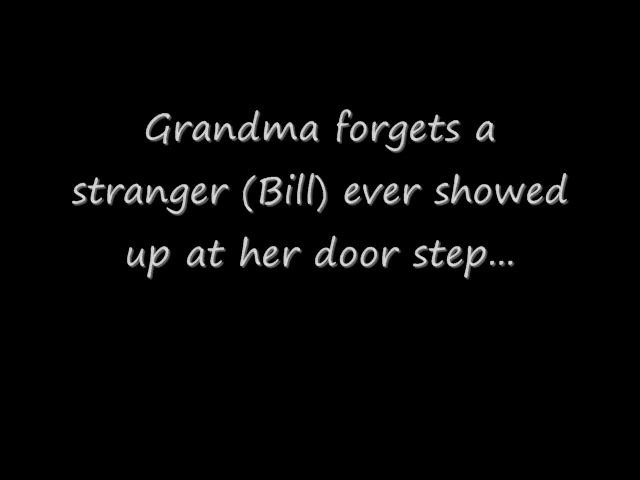 Grandma forgets a
stranger (Bill) ever showed
up at her door step...